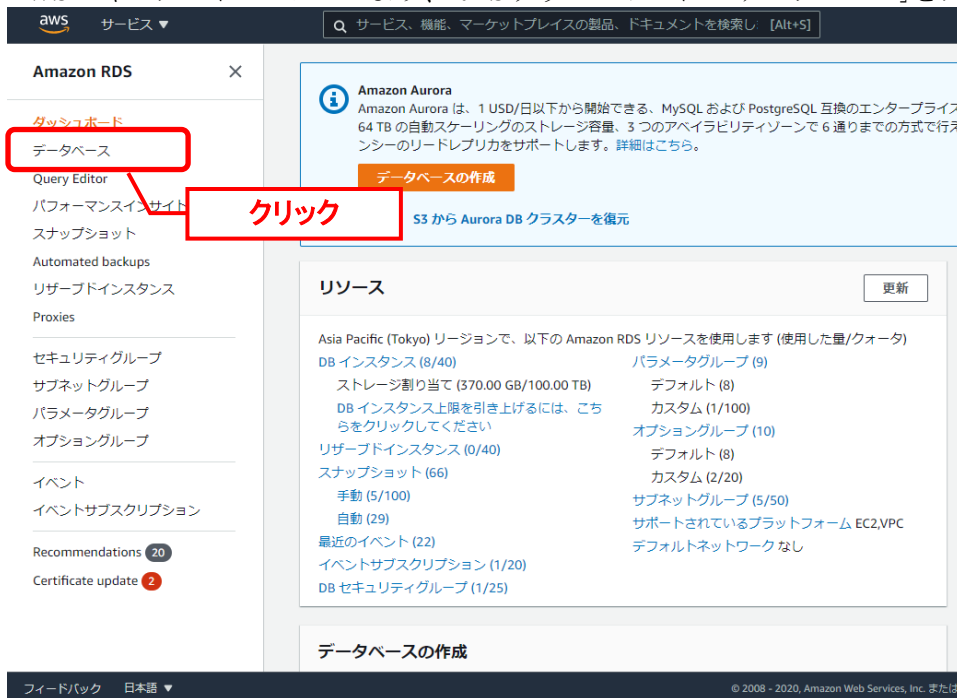 aws サービス ▼ サービス、機能、マーケットプレイスの製品、ドキュメントを検索し [Alt+S]
Amazon RDS ×
ダッシュボード
データベース
Query Editor
パフォーマンスインサイト
スナップショット
Automated backups
リザーブドインスタンス
Proxies
セキュリティグループ
サブネットグループ
パラメータグループ
オプショングループ
イベント
イベントサブスクリプション
Recommendations 20
Certificate update 2
クリック
Amazon Aurora
Amazon Aurora は、1 USD/日以下から開始できる、MySQL および PostgreSQL 互換のエンタープライズ
64 TB の自動スケーリングのストレージ容量、3 つのアベイラビリティゾーンで 6 通りまでの方式で行え
ンシーのリードレプリカをサポートします。詳細はこちら。
データベースの作成
S3 から Aurora DB クラスターを復元
リソース
更新
Asia Pacific (Tokyo) リージョンで、以下の Amazon RDS リソースを使用します (使用した量/クォータ)
DB インスタンス (8/40)
ストレージ割り当て (370.00 GB/100.00 TB)
DB インスタンス上限を引き上げるには、こち
らをクリックしてください
リザーブドインスタンス (0/40)
スナップショット (66)
手動 (5/100)
自動 (29)
最近のイベント (22)
イベントサブスクリプション (1/20)
DB セキュリティグループ (1/25)
パラメータグループ (9)
デフォルト (8)
カスタム (1/100)
オプショングループ (10)
デフォルト (8)
カスタム (2/20)
サブネットグループ (5/50)
サポートされているプラットフォーム EC2,VPC
デフォルトネットワーク なし
データベースの作成
フィードバック 日本語 ▼ © 2008 - 2020, Amazon Web Services, Inc. または